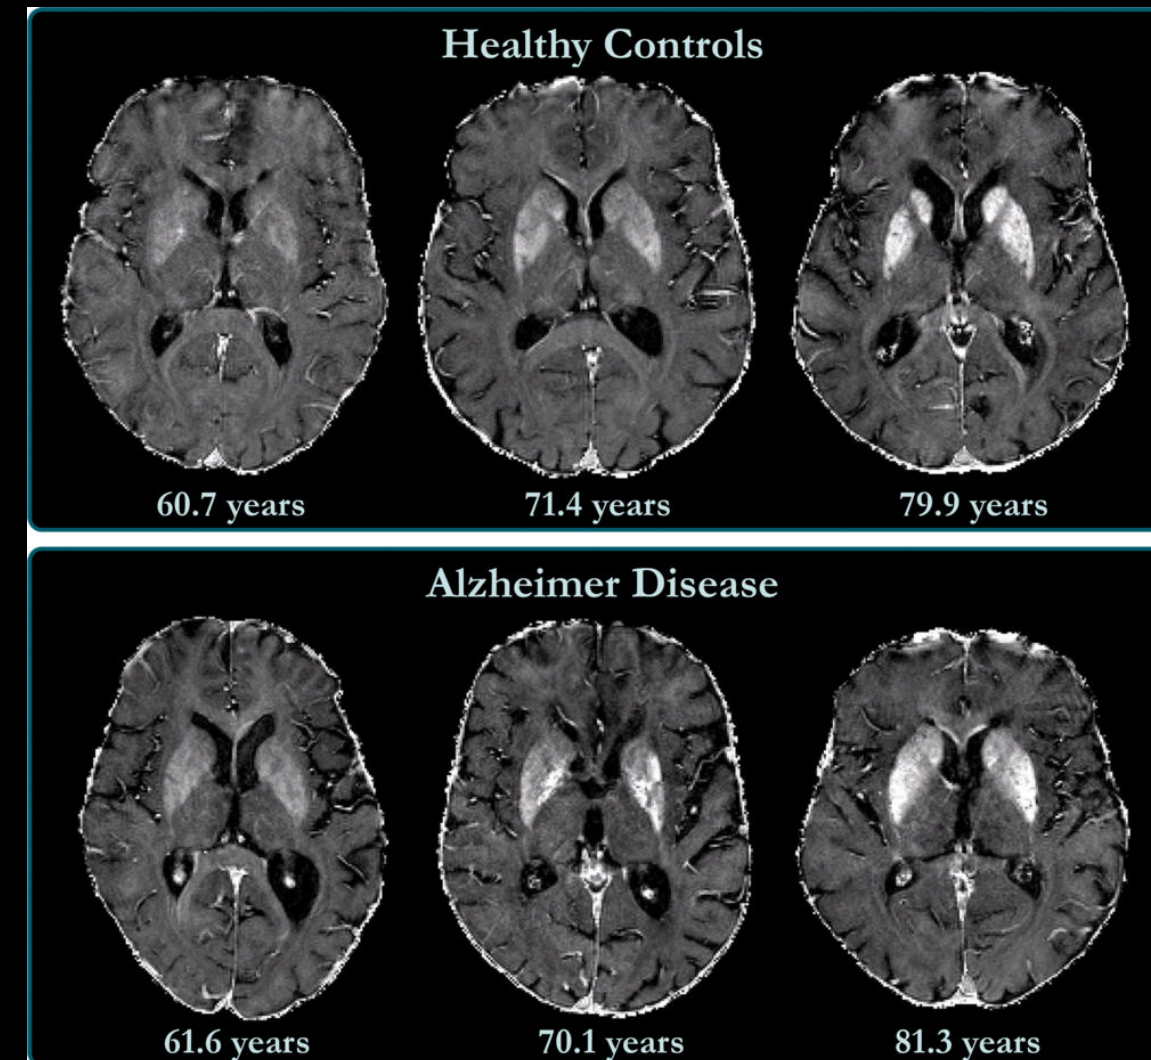 Healthy Controls
60.7 years
71.4 years
79.9 years
Alzheimer Disease
61.6 years
70.1 years
81.3 years